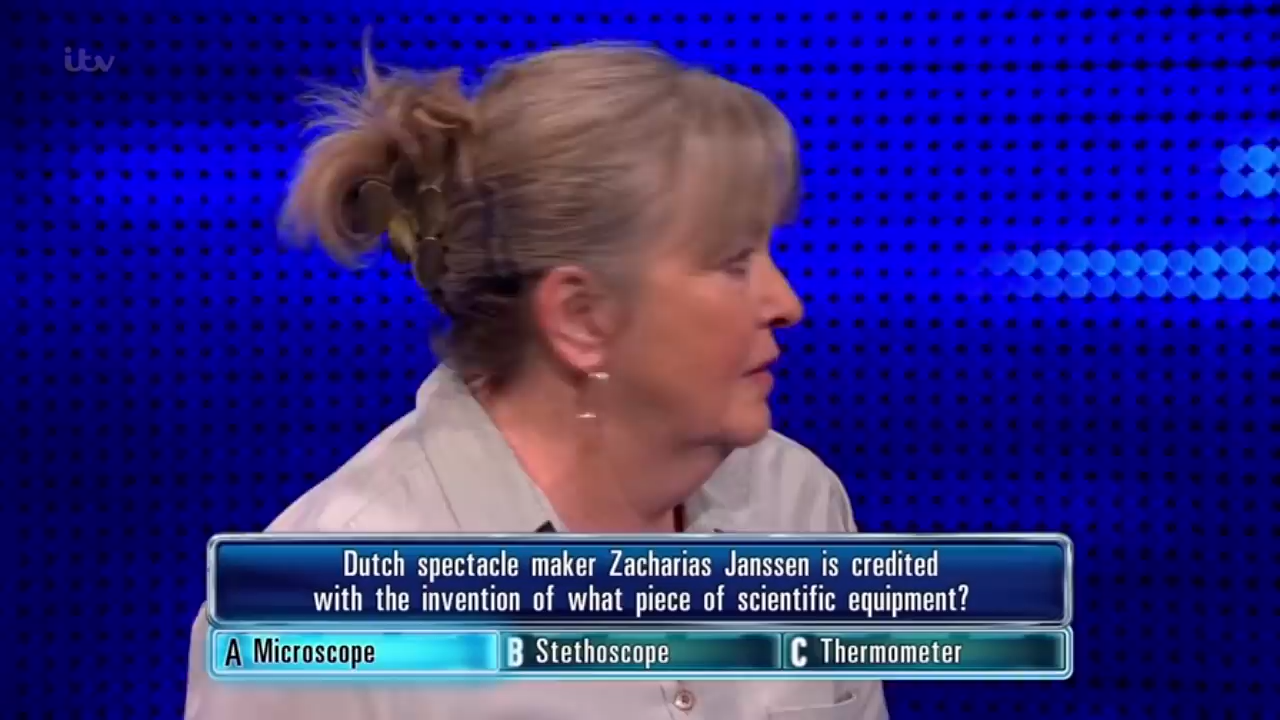 itv
Dutch spectacle maker Zacharias Janssen is credited
with the invention of what piece of scientific equipment?
A Microscope
B Stethoscope
C Thermometer